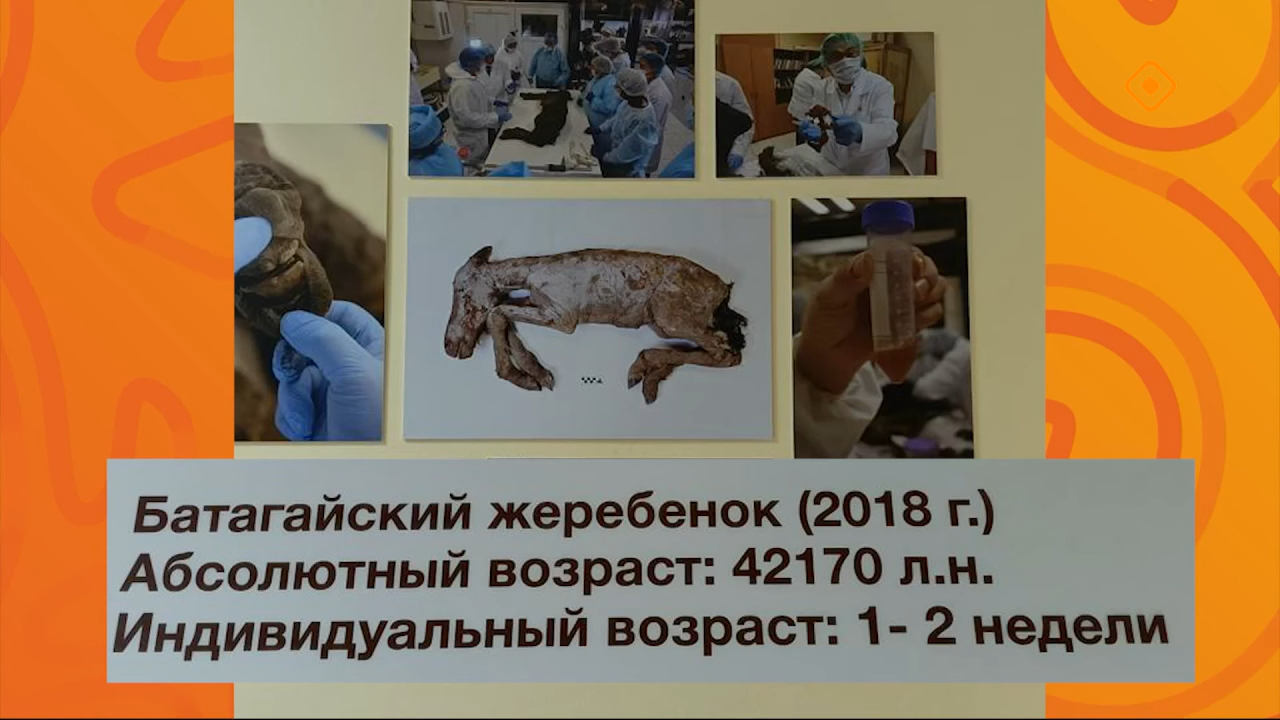 Батагайский жеребенок (2018 г.)
Абсолютный возраст: 42170 л.н.
Индивидуальный возраст: 1- 2 недели